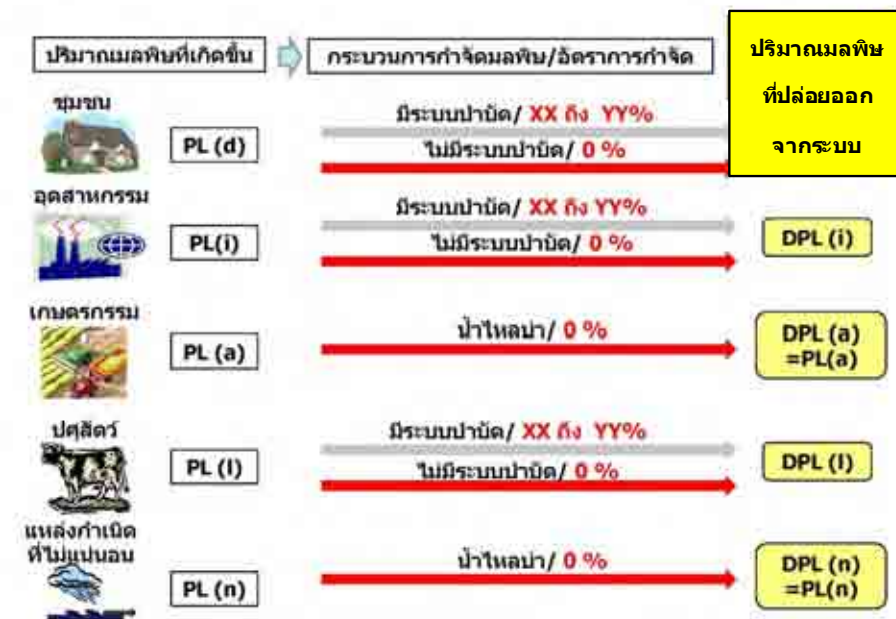 ปริมาณมลพิษที่เกิดขึ้น
กระบวนการกำจัดมลพิษ/อัตราการกำจัด
ปริมาณมลพิษ
ที่ปล่อยออก
จากระบบ
ชุมชน
PL (d)
มีระบบบำบัด/ XX ถึง YY%
ไม่มีระบบบำบัด/ 0 %
อุตสาหกรรม
PL(i)
มีระบบบำบัด/ XX ถึง YY%
ไม่มีระบบบำบัด/ 0 %
DPL (i)
เกษตรกรรม
PL (a)
น้ำไหลบ่า/ 0 %
DPL (a)
=PL(a)
ปศุสัตว์
PL (l)
มีระบบบำบัด/ XX ถึง YY%
ไม่มีระบบบำบัด/ 0 %
DPL (l)
แหล่งกำเนิด
ที่ไม่แน่นอน
PL (n)
น้ำไหลบ่า/ 0 %
DPL (n)
=PL(n)